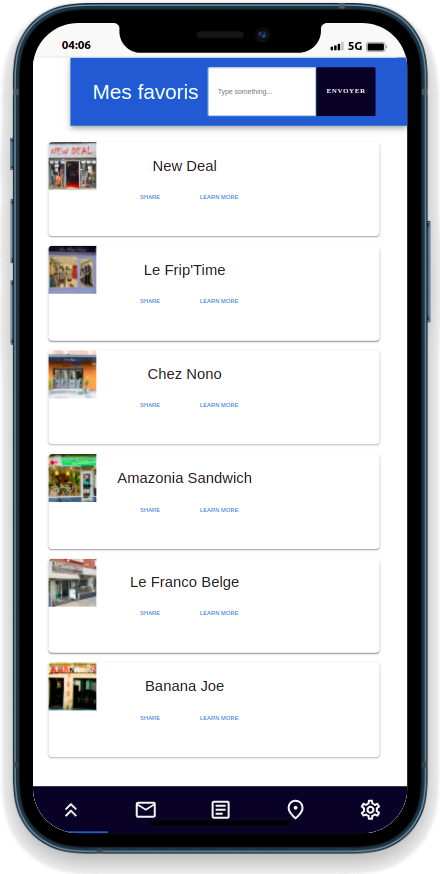 04:06
5G
Mes favoris
Type something...
ENVOYER
NEW DEAL
New Deal
SHARE
LEARN MORE
Le Frip'Time
SHARE
LEARN MORE
Chez Nono
SHARE
LEARN MORE
Amazonia Sandwich
SHARE
LEARN MORE
Le Franco Belge
SHARE
LEARN MORE
Banana Joe
SHARE
LEARN MORE